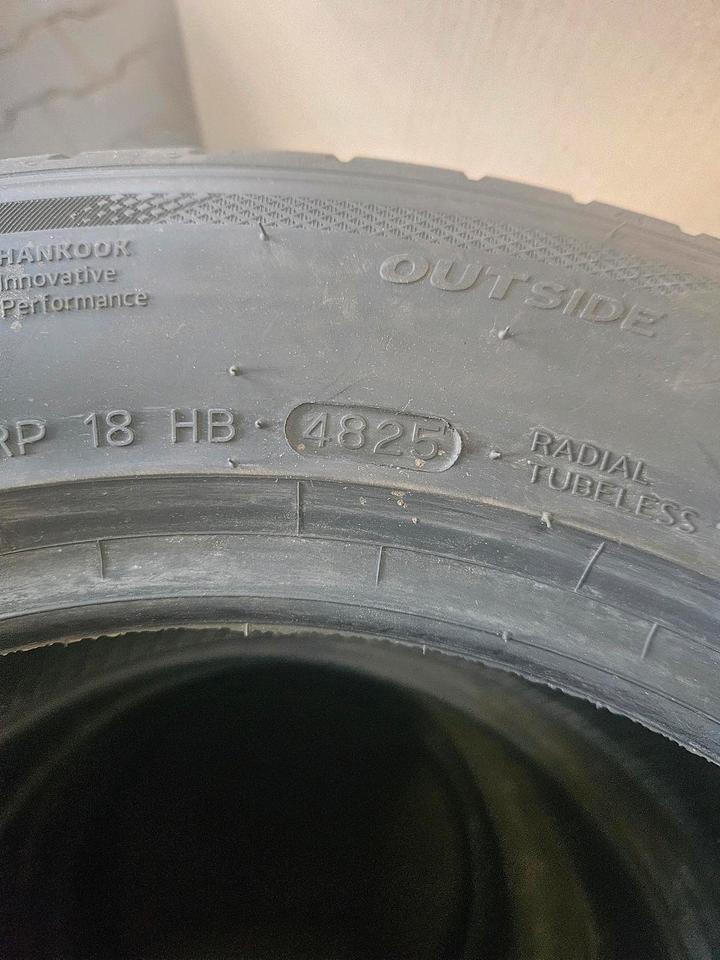 HANKOOK
Innovative
Performance
OUTSIDE
RP 18 HB
4825
RADIAL
TUBELESS